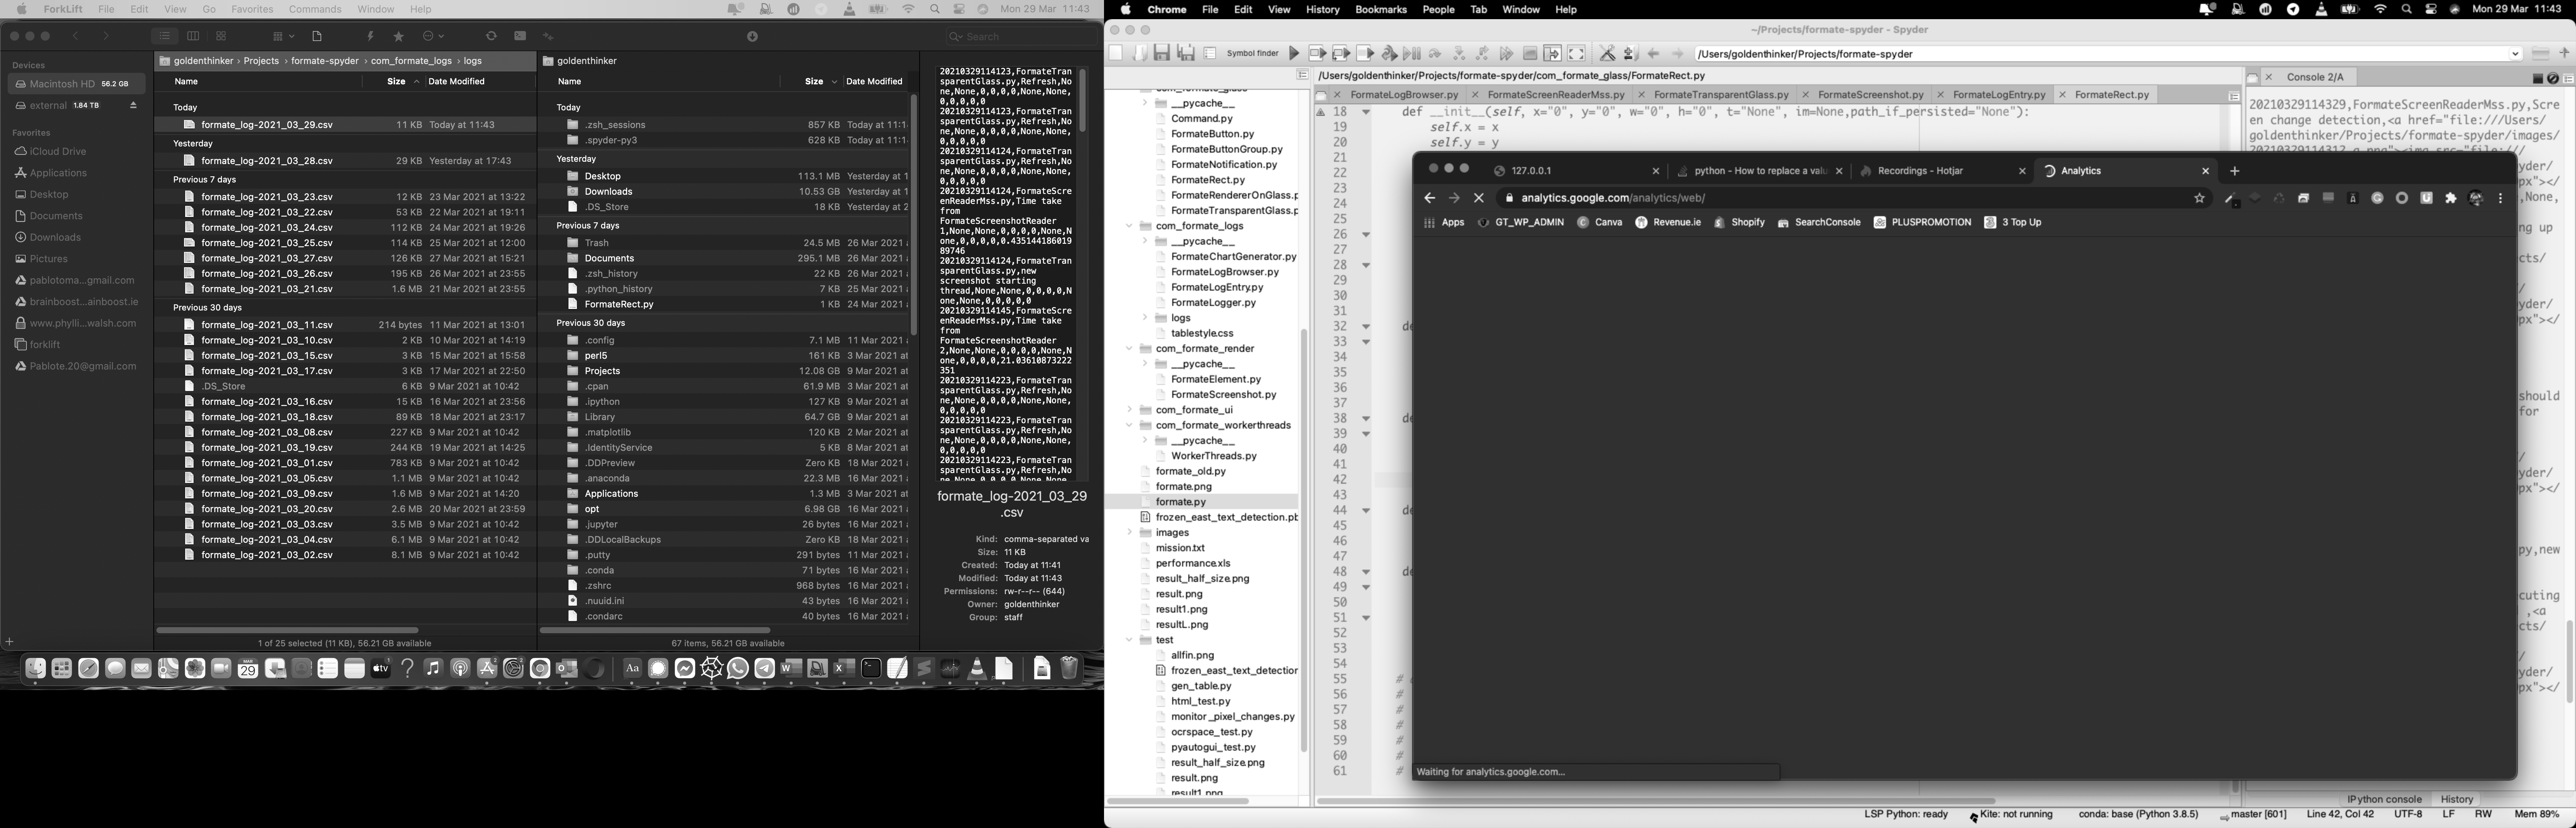 ForkLift File Edit View Go Favorites Commands Window Help Mon 29 Mar 11:43
Search
Devices
Macintosh HD 56.2 GB
external 1.84 TB
Favorites
iCloud Drive
Applications
Desktop
Documents
Downloads
Pictures
pablotoma...gmail.com
brainboost...ainboost.ie
www.phylli...walsh.com
forklift
Pablote.20@gmail.com
goldenthinker › Projects › formate-spyder › com_formate_logs › logs
Name Size Date Modified
Today
formate_log-2021_03_29.csv 11 KB Today at 11:43
Yesterday
formate_log-2021_03_28.csv 29 KB Yesterday at 17:43
Previous 7 days
formate_log-2021_03_23.csv 12 KB 23 Mar 2021 at 13:22
formate_log-2021_03_22.csv 53 KB 22 Mar 2021 at 19:11
formate_log-2021_03_24.csv 112 KB 24 Mar 2021 at 19:26
formate_log-2021_03_25.csv 114 KB 25 Mar 2021 at 12:00
formate_log-2021_03_27.csv 126 KB 27 Mar 2021 at 15:21
formate_log-2021_03_26.csv 195 KB 26 Mar 2021 at 23:55
formate_log-2021_03_21.csv 1.6 MB 21 Mar 2021 at 23:55
Previous 30 days
formate_log-2021_03_11.csv 214 bytes 11 Mar 2021 at 13:01
formate_log-2021_03_10.csv 2 KB 10 Mar 2021 at 14:19
formate_log-2021_03_15.csv 3 KB 15 Mar 2021 at 15:58
formate_log-2021_03_17.csv 3 KB 17 Mar 2021 at 22:50
.DS_Store 6 KB 9 Mar 2021 at 10:42
formate_log-2021_03_16.csv 15 KB 16 Mar 2021 at 23:56
formate_log-2021_03_18.csv 89 KB 18 Mar 2021 at 23:17
formate_log-2021_03_08.csv 227 KB 9 Mar 2021 at 10:42
formate_log-2021_03_19.csv 244 KB 19 Mar 2021 at 14:25
formate_log-2021_03_01.csv 783 KB 9 Mar 2021 at 10:42
formate_log-2021_03_05.csv 1.1 MB 9 Mar 2021 at 10:42
formate_log-2021_03_09.csv 1.6 MB 9 Mar 2021 at 14:20
formate_log-2021_03_20.csv 2.6 MB 20 Mar 2021 at 23:59
formate_log-2021_03_03.csv 3.5 MB 9 Mar 2021 at 10:42
formate_log-2021_03_04.csv 6.1 MB 9 Mar 2021 at 10:42
formate_log-2021_03_02.csv 8.1 MB 9 Mar 2021 at 10:42
1 of 25 selected (11 KB), 56.21 GB available
goldenthinker
Name Size Date Modified
Today
.zsh_sessions 857 KB Today at 11:1
.spyder-py3 628 KB Today at 11:1
Yesterday
Desktop 113.1 MB Yesterday at 1
Downloads 10.53 GB Yesterday at 1
.DS_Store 18 KB Yesterday at 2
Previous 7 days
Trash 24.5 MB 26 Mar 2021
Documents 295.1 MB 26 Mar 2021
.zsh_history 22 KB 26 Mar 2021
.python_history 7 KB 25 Mar 2021
FormateRect.py 1 KB 24 Mar 2021
Previous 30 days
.config 7.1 MB 11 Mar 2021
perl5 161 KB 3 Mar 2021 at
Projects 12.08 GB 9 Mar 2021 at
.cpan 61.9 MB 3 Mar 2021 at
.ipython 127 KB 9 Mar 2021 at
Library 64.7 GB 9 Mar 2021 at
.matplotlib 120 KB 2 Mar 2021 at
.IdentityService 5 KB 8 Mar 2021 at
.DDPreview Zero KB 18 Mar 2021
.anaconda 22.3 MB 16 Mar 2021
Applications 1.3 MB 3 Mar 2021 at
opt 6.98 GB 16 Mar 2021
.jupyter 26 bytes 16 Mar 2021
.DDLocalBackups Zero KB 18 Mar 2021
.putty 291 bytes 11 Mar 2021
.conda 71 bytes 16 Mar 2021
.zshrc 968 bytes 16 Mar 2021
.nuuid.ini 43 bytes 16 Mar 2021
.condarc 40 bytes 16 Mar 2021
67 items, 56.21 GB available
20210329114123,FormateTran
sparentGlass.py,Refresh,No
ne,None,0,0,0,0,None,None,
0,0,0,0,0
20210329114123,FormateTran
sparentGlass.py,Refresh,No
ne,None,0,0,0,0,None,None,
0,0,0,0,0
20210329114124,FormateTran
sparentGlass.py,Refresh,No
ne,None,0,0,0,0,None,None,
0,0,0,0,0
20210329114124,FormateScre
enReaderMss.py,Time take
from
FormateScreenshotReader
1,None,None,0,0,0,0,None,N
one,0,0,0,0,0.435144186019
89746
20210329114124,FormateTran
sparentGlass.py,new
screenshot starting
thread,None,None,0,0,0,0,N
one,None,0,0,0,0,0
20210329114145,FormateScre
enReaderMss.py,Time take
from
FormateScreenshotReader
2,None,None,0,0,0,0,None,N
one,0,0,0,0,21.03610873222
351
20210329114223,FormateTran
sparentGlass.py,Refresh,No
ne,None,0,0,0,0,None,None,
0,0,0,0,0
20210329114223,FormateTran
sparentGlass.py,Refresh,No
ne,None,0,0,0,0,None,None,
0,0,0,0,0
20210329114223,FormateTran
sparentGlass.py,Refresh,No
formate_log-2021_03_29
.csv
Kind: comma-separated va
Size: 11 KB
Created: Today at 11:41
Modified: Today at 11:43
Permissions: rw-r--r-- (644)
Owner: goldenthinker
Group: staff
Chrome File Edit View History Bookmarks People Tab Window Help Mon 29 Mar 11:43
~/Projects/formate-spyder - Spyder
Symbol finder /Users/goldenthinker/Projects/formate-spyder
com_formate_glass
__pycache__
Command.py
FormateButton.py
FormateButtonGroup.py
FormateNotification.py
FormateRect.py
FormateRendererOnGlass.p
FormateTransparentGlass.p
com_formate_logs
__pycache__
FormateChartGenerator.py
FormateLogBrowser.py
FormateLogEntry.py
FormateLogger.py
logs
tablestyle.css
com_formate_render
__pycache__
FormateElement.py
FormateScreenshot.py
com_formate_ui
com_formate_workerthreads
__pycache__
WorkerThreads.py
formate_old.py
formate.png
formate.py
frozen_east_text_detection.pb
images
mission.txt
performance.xls
result_half_size.png
result.png
result1.png
resultL.png
test
allfin.png
frozen_east_text_detection
gen_table.py
html_test.py
monitor_pixel_changes.py
ocrspace_test.py
pyautogui_test.py
result_half_size.png
result.png
result1.png
/Users/goldenthinker/Projects/formate-spyder/com_formate_glass/FormateRect.py
FormateLogBrowser.py FormateScreenReaderMss.py FormateTransparentGlass.py FormateScreenshot.py FormateLogEntry.py FormateRect.py
18 def __init__(self, x="0", y="0", w="0", h="0", t="None", im=None,path_if_persisted="None"):
19 self.x = x
20 self.y = y
21
22
23
24
25
26
27
28
29
30
31
32 de
33
34
35
36
37
38 de
39
40
41
42
43
44 de
45
46
47
48 de
49
50
51
52
53
54
55 #
56 #
57 #
58 #
59 #
60 #
61 #
Console 2/A
20210329114329,FormateScreenReaderMss.py,Scre
en change detection,<a href="file:///Users/
goldenthinker/Projects/formate-spyder/images/
yder/
px"></
None,
ng up
cts/
yder/
px"></
should
for
yder/
px"></
py,new
cuting
,<a
cts/
yder/
px"></
127.0.0.1 python - How to replace a valu Recordings - Hotjar Analytics
analytics.google.com/analytics/web/
Apps GT_WP_ADMIN Canva Revenue.ie Shopify SearchConsole PLUSPROMOTION 3 Top Up
Waiting for analytics.google.com...
IPython console History
LSP Python: ready Kite: not running conda: base (Python 3.8.5) master [601] Line 42, Col 42 UTF-8 LF RW Mem 89%